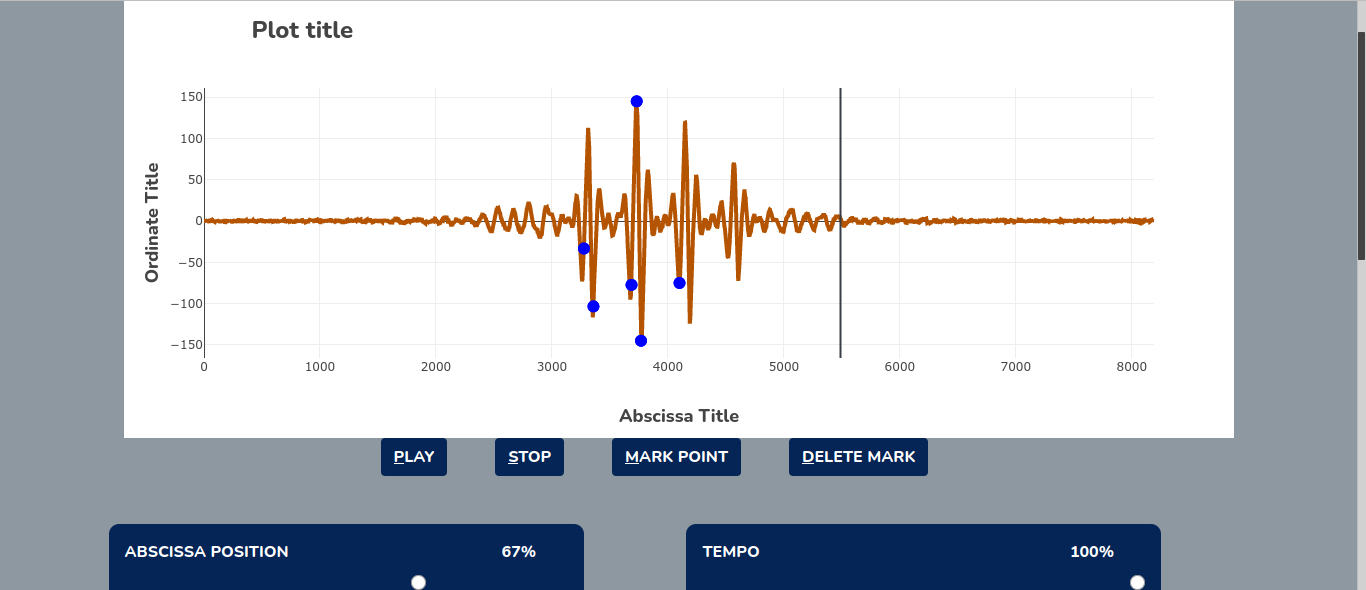 Plot title
150
100
50
0
−50
−100
−150
Ordinate Title
0 1000 2000 3000 4000 5000 6000 7000 8000
Abscissa Title
PLAY STOP MARK POINT DELETE MARK
ABSCISSA POSITION 67% TEMPO 100%